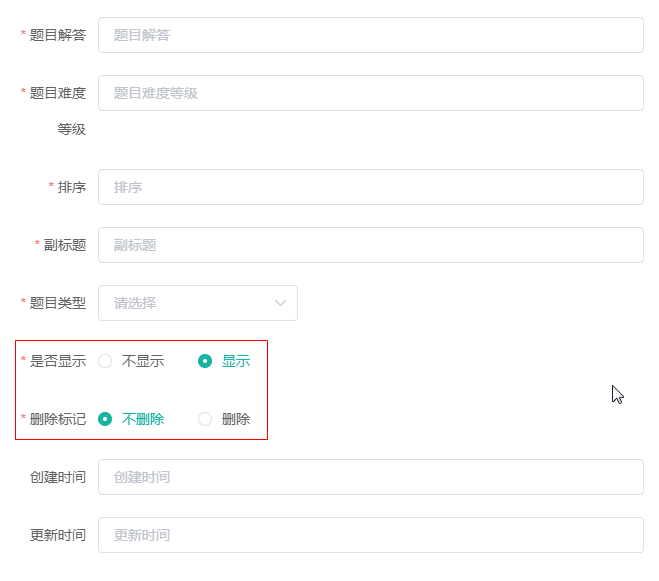 * 题目解答 题目解答
* 题目难度 题目难度等级
等级
* 排序 排序
* 副标题 副标题
* 题目类型 请选择
* 是否显示 不显示 显示
* 删除标记 不删除 删除
创建时间 创建时间
更新时间 更新时间